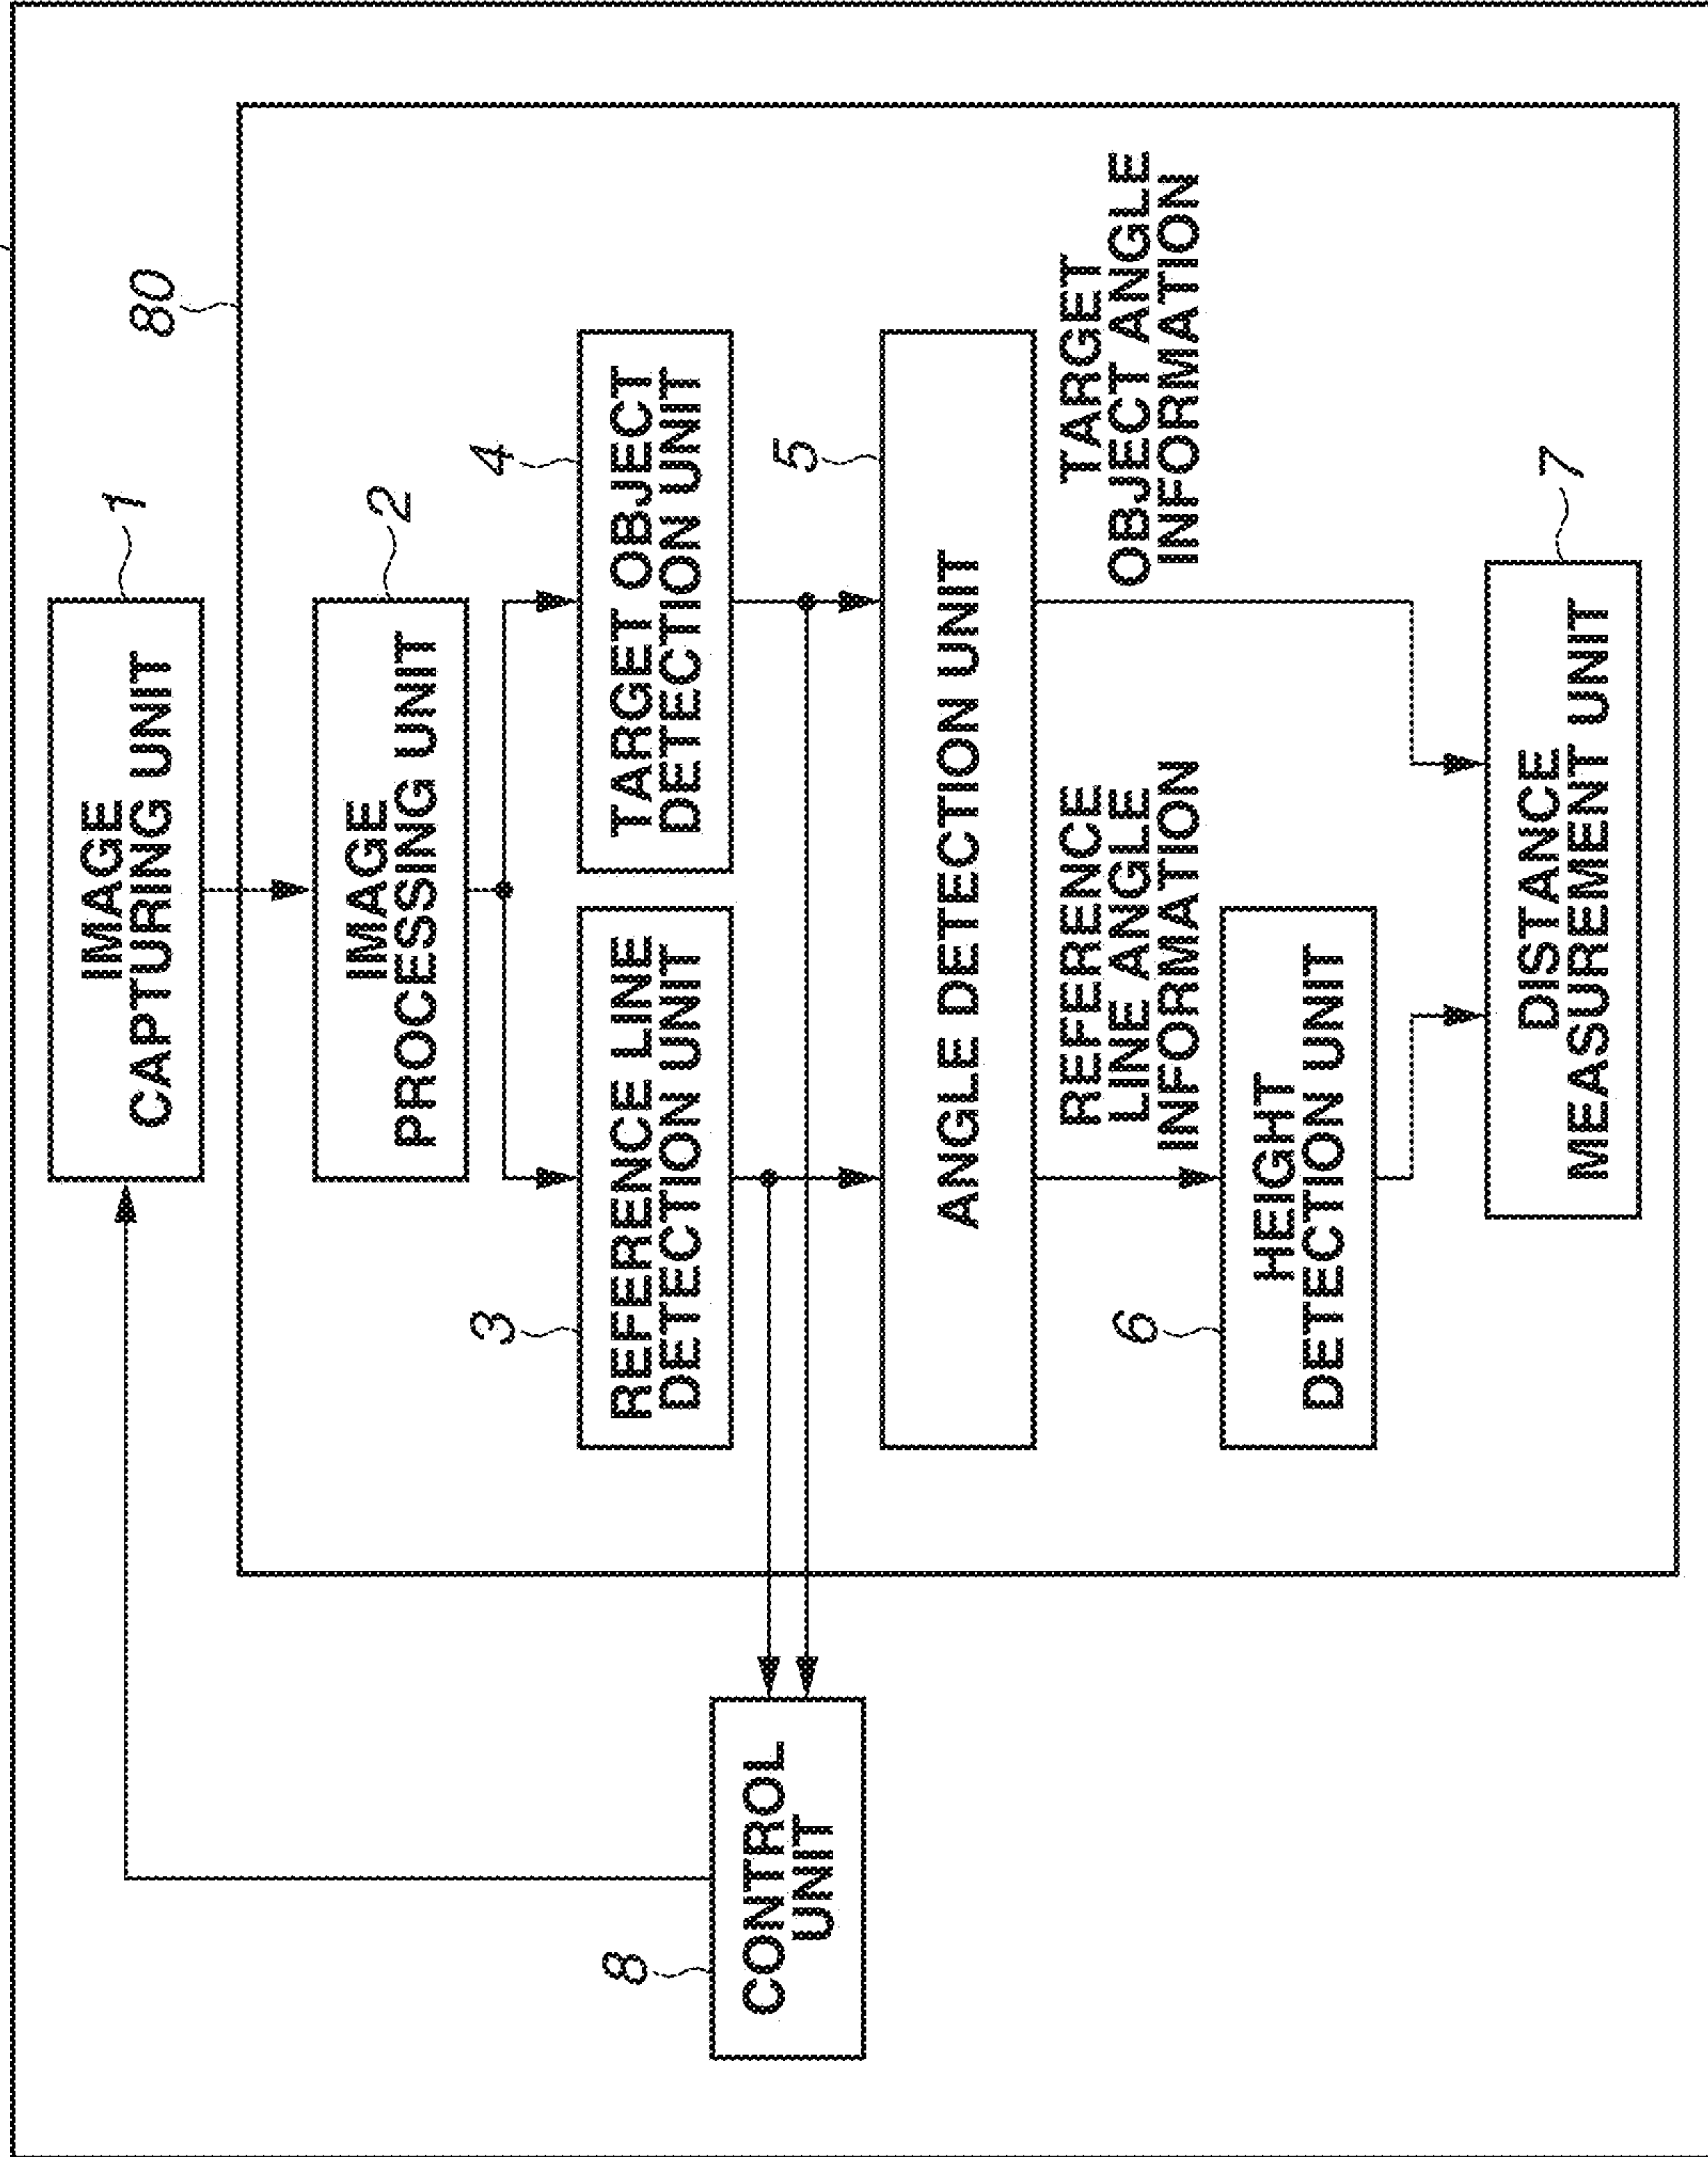 80
IMAGE
CAPTURING UNIT
1
IMAGE
PROCESSING UNIT
2
3
REFERENCE LINE
DETECTION UNIT
4
TARGET OBJECT
DETECTION UNIT
5
ANGLE DETECTION UNIT
REFERENCE
LINE ANGLE
INFORMATION
TARGET
OBJECT ANGLE
INFORMATION
6
HEIGHT
DETECTION UNIT
7
DISTANCE
MEASUREMENT UNIT
8
CONTROL
UNIT